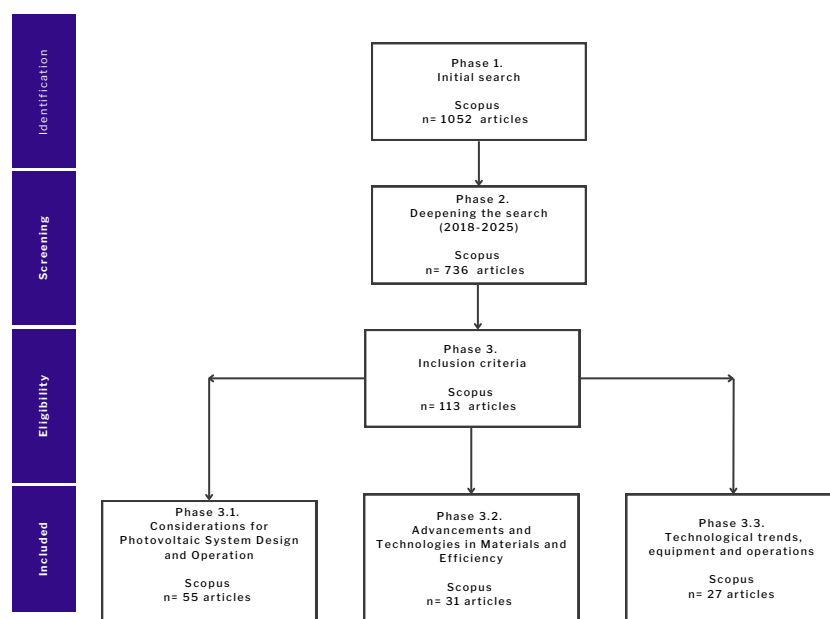 Identification
Phase 1.
Initial search
Scopus
n= 1052 articles
Screening
Phase 2.
Deepening the search
(2018-2025)
Scopus
n= 736 articles
Eligibility
Phase 3.
Inclusion criteria
Scopus
n= 113 articles
Included
Phase 3.1.
Considerations for
Photovoltaic System Design
and Operation
Scopus
n= 55 articles
Phase 3.2.
Advancements and
Technologies in Materials and
Efficiency
Scopus
n= 31 articles
Phase 3.3.
Technological trends,
equipment and operations
Scopus
n= 27 articles